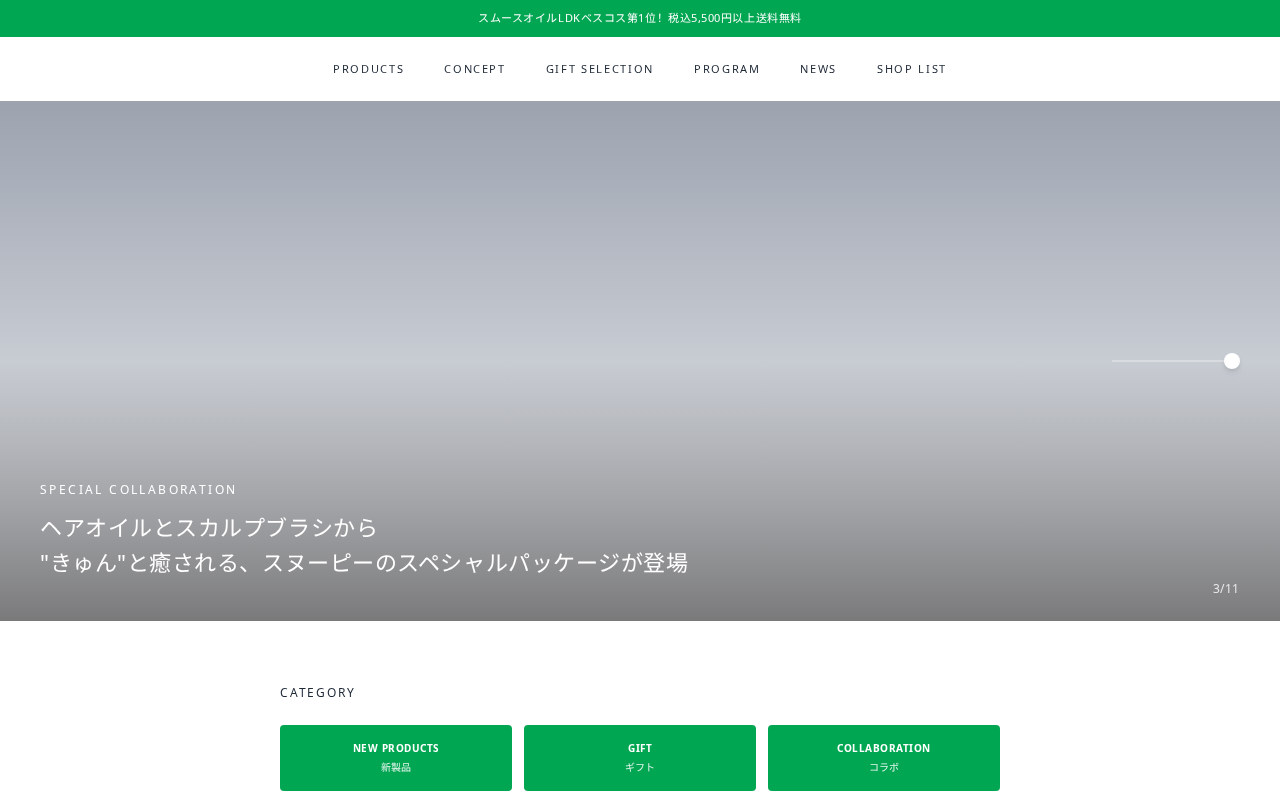 スムースオイルLDKベスコス第1位！税込5,500円以上送料無料
PRODUCTS CONCEPT GIFT SELECTION PROGRAM NEWS SHOP LIST
SPECIAL COLLABORATION
ヘアオイルとスカルプブラシから
"きゅん"と癒される、スヌーピーのスペシャルパッケージが登場
3/11
CATEGORY
NEW PRODUCTS
新製品
GIFT
ギフト
COLLABORATION
コラボ